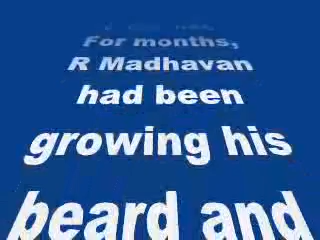 For months,
R Madhavan
had been
growing his
beard and